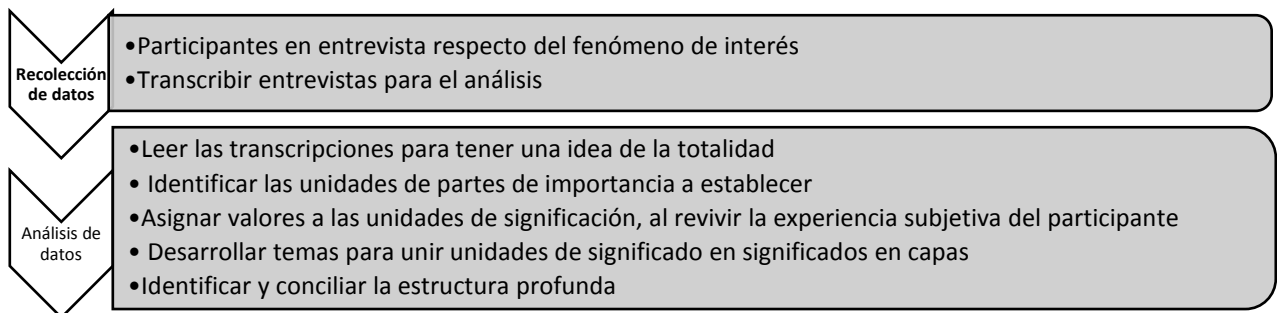 Recolección
de datos
•Participantes en entrevista respecto del fenómeno de interés
•Transcribir entrevistas para el análisis
Análisis de
datos
•Leer las transcripciones para tener una idea de la totalidad
• Identificar las unidades de partes de importancia a establecer
•Asignar valores a las unidades de significación, al revivir la experiencia subjetiva del participante
• Desarrollar temas para unir unidades de significado en significados en capas
•Identificar y conciliar la estructura profunda